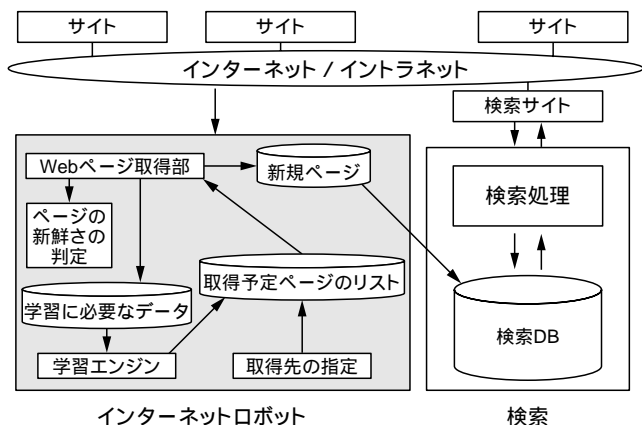 サイト
サイト
サイト
インターネット / イントラネット
検索サイト
Webページ取得部
新規ページ
検索処理
ページの
新鮮さの
判定
取得予定ページのリスト
学習に必要なデータ
検索DB
学習エンジン
取得先の指定
インターネットロボット
検索